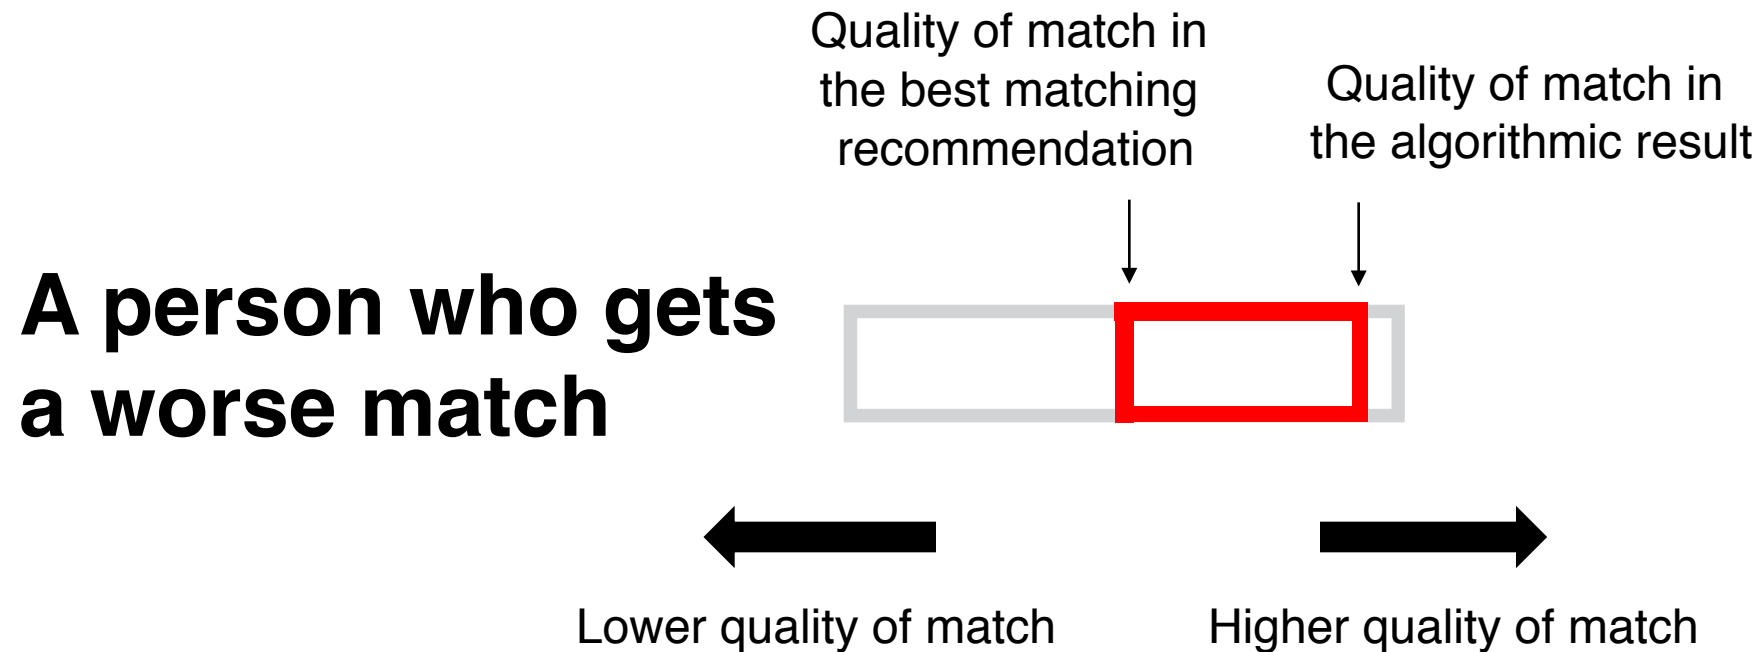 Quality of match in
the best matching
recommendation
Quality of match in
the algorithmic result
A person who gets
a worse match
Lower quality of match
Higher quality of match